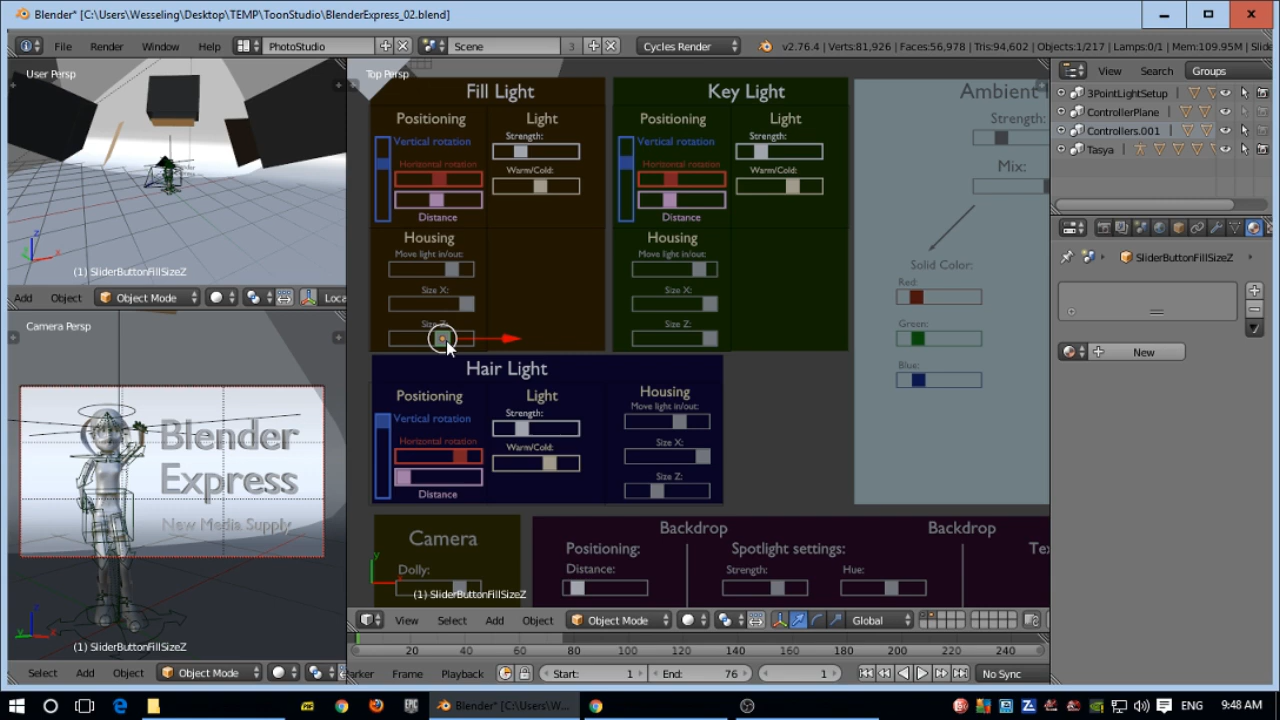 Blender* [C:\Users\Wesseling\Desktop\TEMP\ToonStudio\BlenderExpress_02.blend]
File Render Window Help PhotoStudio Scene 3 Cycles Render v2.76.4 | Verts:81,926 | Faces:56,978 | Tris:94,602 | Objects:1/217 | Lamps:0/1 | Mem:109.95M | Slide
User Persp
(1) SliderButtonFillSizeZ
Add Object Object Mode Loca
Camera Persp
Blender
Express
New Media Supply
(1) SliderButtonFillSizeZ
Select Add Object Object Mode
Top Persp
Fill Light
Positioning Light
Vertical rotation
Strength:
Horizontal rotation
Warm/Cold:
Distance
Housing
Move light in/out:
Size X:
Size Z:
Key Light
Positioning Light
Vertical rotation
Strength:
Horizontal rotation
Warm/Cold:
Distance
Housing
Move light in/out:
Size X:
Size Z:
Ambient
Strength:
Mix:
Solid Color:
Red:
Green:
Blue:
Hair Light
Positioning Light
Vertical rotation
Strength:
Horizontal rotation
Warm/Cold:
Distance
Housing
Move light in/out:
Size X:
Size Z:
Camera
Dolly:
Backdrop
Positioning:
Distance:
Spotlight settings:
Strength: Hue:
Backdrop
Te
(1) SliderButtonFillSizeZ
View Select Add Object Object Mode Global
20 40 60 80 100 120 140 160 180 200 220 240
arker Frame Playback Start: 1 End: 76 1 No Sync
View Search Groups
3PointLightSetup
ControllerPlane
Controllers.001
Tasya
SliderButtonFillSizeZ
New
Blender* [C:\Users\W...
ENG 9:48 AM